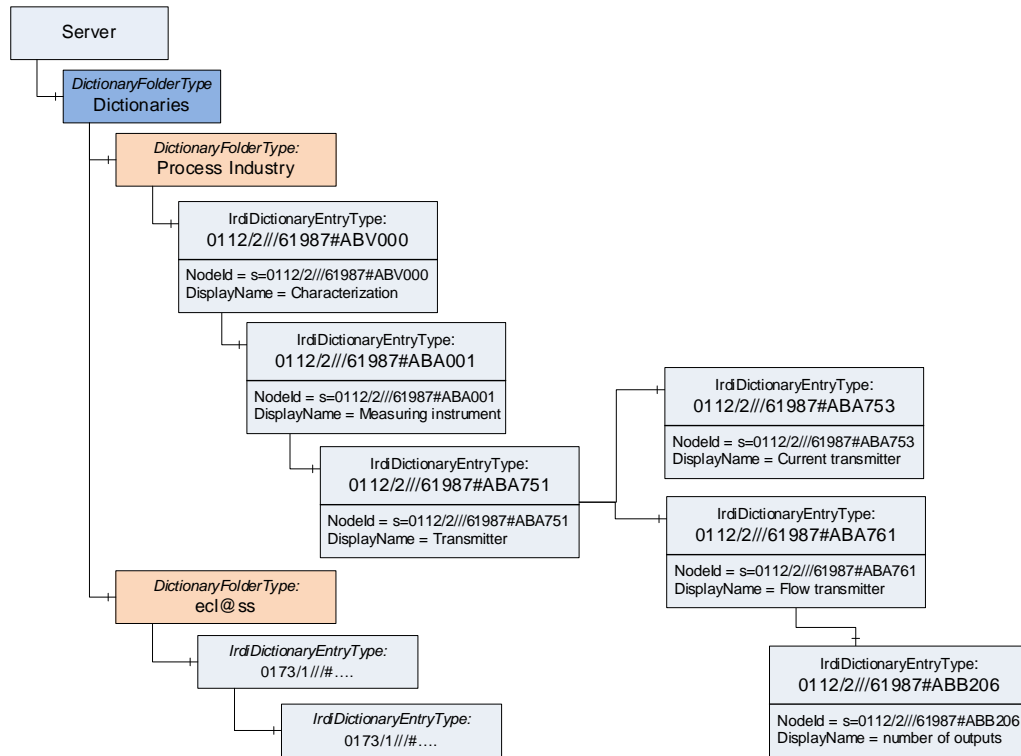 Server
DictionaryFolderType
Dictionaries
DictionaryFolderType:
Process Industry
IrdiDictionaryEntryType:
0112/2///61987#ABV000
NodeId = s=0112/2///61987#ABV000
DisplayName = Characterization
IrdiDictionaryEntryType:
0112/2///61987#ABA001
NodeId = s=0112/2///61987#ABA001
DisplayName = Measuring instrument
IrdiDictionaryEntryType:
0112/2///61987#ABA751
NodeId = s=0112/2///61987#ABA751
DisplayName = Transmitter
IrdiDictionaryEntryType:
0112/2///61987#ABA753
NodeId = s=0112/2///61987#ABA753
DisplayName = Current transmitter
IrdiDictionaryEntryType:
0112/2///61987#ABA761
NodeId = s=0112/2///61987#ABA761
DisplayName = Flow transmitter
IrdiDictionaryEntryType:
0112/2///61987#ABB206
NodeId = s=0112/2///61987#ABB206
DisplayName = number of outputs
DictionaryFolderType:
ecl@ss
IrdiDictionaryEntryType:
0173/1///#....
IrdiDictionaryEntryType:
0173/1///#....